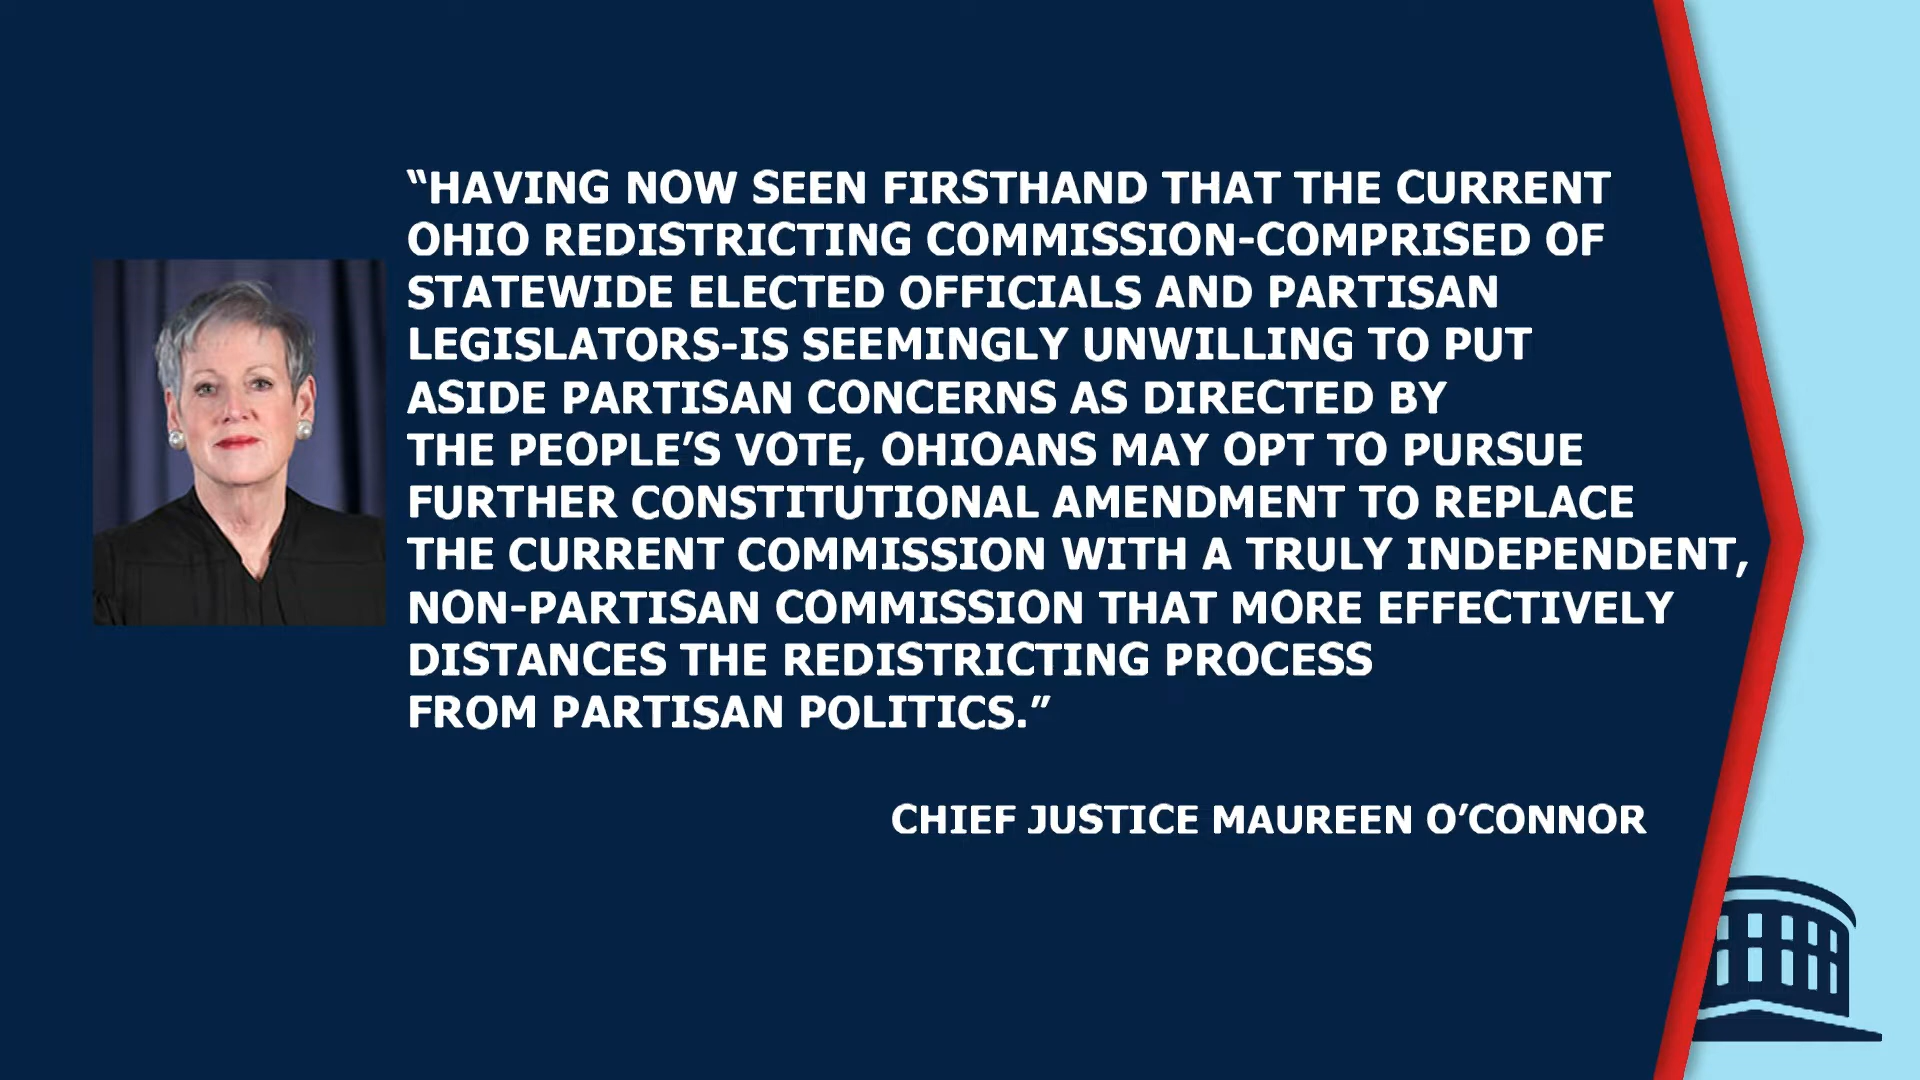 “HAVING NOW SEEN FIRSTHAND THAT THE CURRENT
OHIO REDISTRICTING COMMISSION-COMPRISED OF
STATEWIDE ELECTED OFFICIALS AND PARTISAN
LEGISLATORS-IS SEEMINGLY UNWILLING TO PUT
ASIDE PARTISAN CONCERNS AS DIRECTED BY
THE PEOPLE’S VOTE, OHIOANS MAY OPT TO PURSUE
FURTHER CONSTITUTIONAL AMENDMENT TO REPLACE
THE CURRENT COMMISSION WITH A TRULY INDEPENDENT,
NON-PARTISAN COMMISSION THAT MORE EFFECTIVELY
DISTANCES THE REDISTRICTING PROCESS
FROM PARTISAN POLITICS.”
CHIEF JUSTICE MAUREEN O’CONNOR